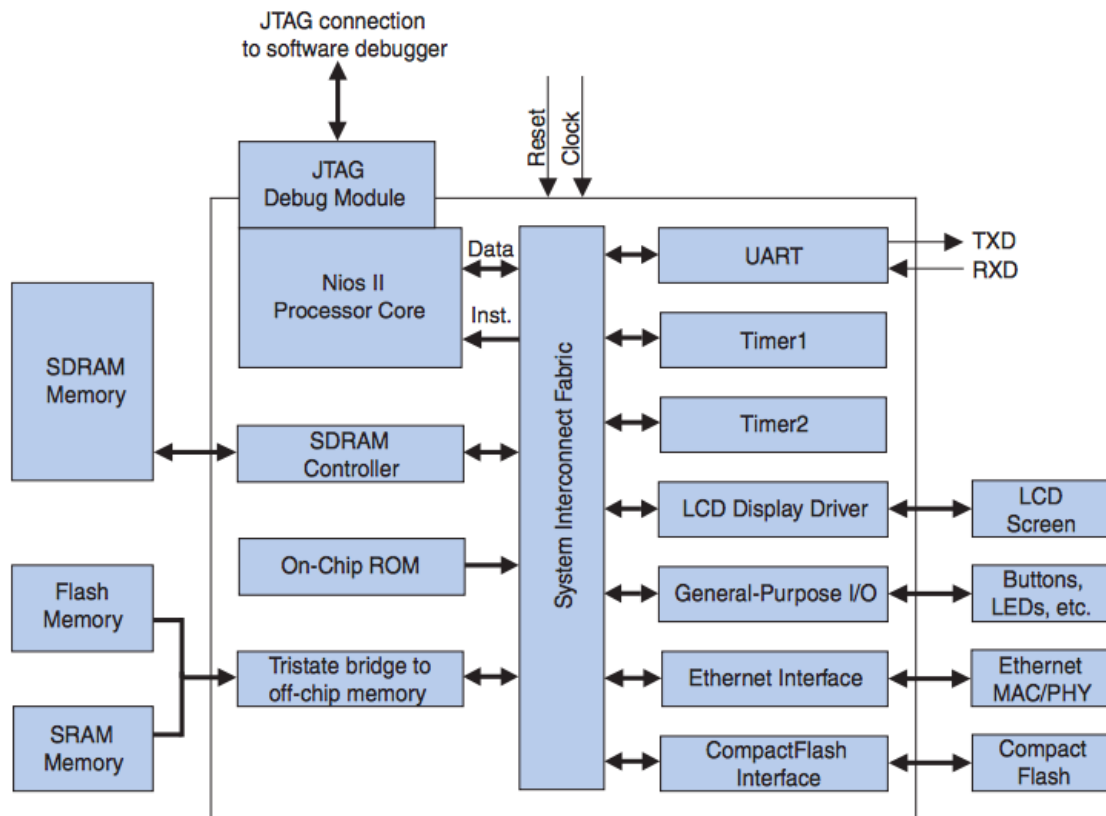 JTAG connection
to software debugger
Reset
Clock
JTAG
Debug Module
Nios II
Processor Core
Data
Inst.
System Interconnect Fabric
UART
TXD
RXD
Timer1
SDRAM
Memory
SDRAM
Controller
Timer2
LCD Display Driver
LCD
Screen
On-Chip ROM
Flash
Memory
General-Purpose I/O
Buttons,
LEDs, etc.
Tristate bridge to
off-chip memory
Ethernet Interface
Ethernet
MAC/PHY
SRAM
Memory
CompactFlash
Interface
Compact
Flash